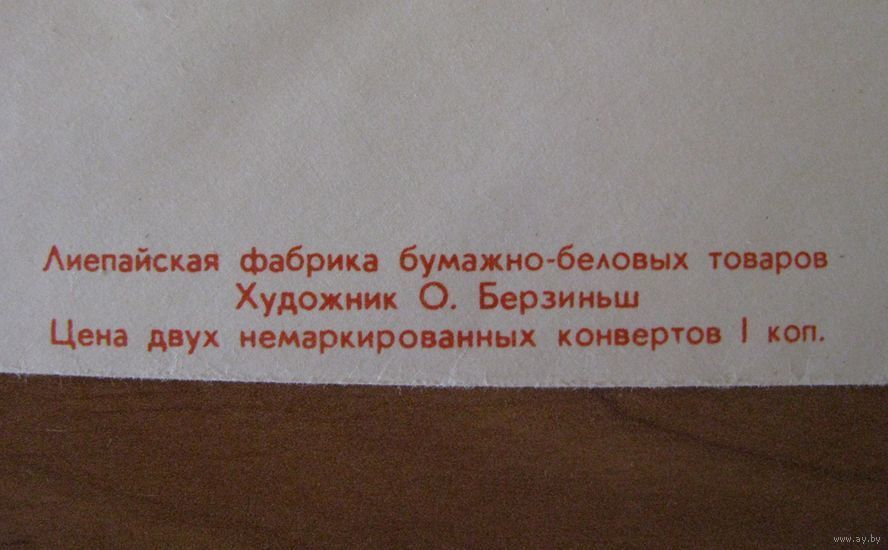 Лиепайская фабрика бумажно-беловых товаров
Художник О. Берзиньш
Цена двух немаркированных конвертов 1 коп.
www.ay.by